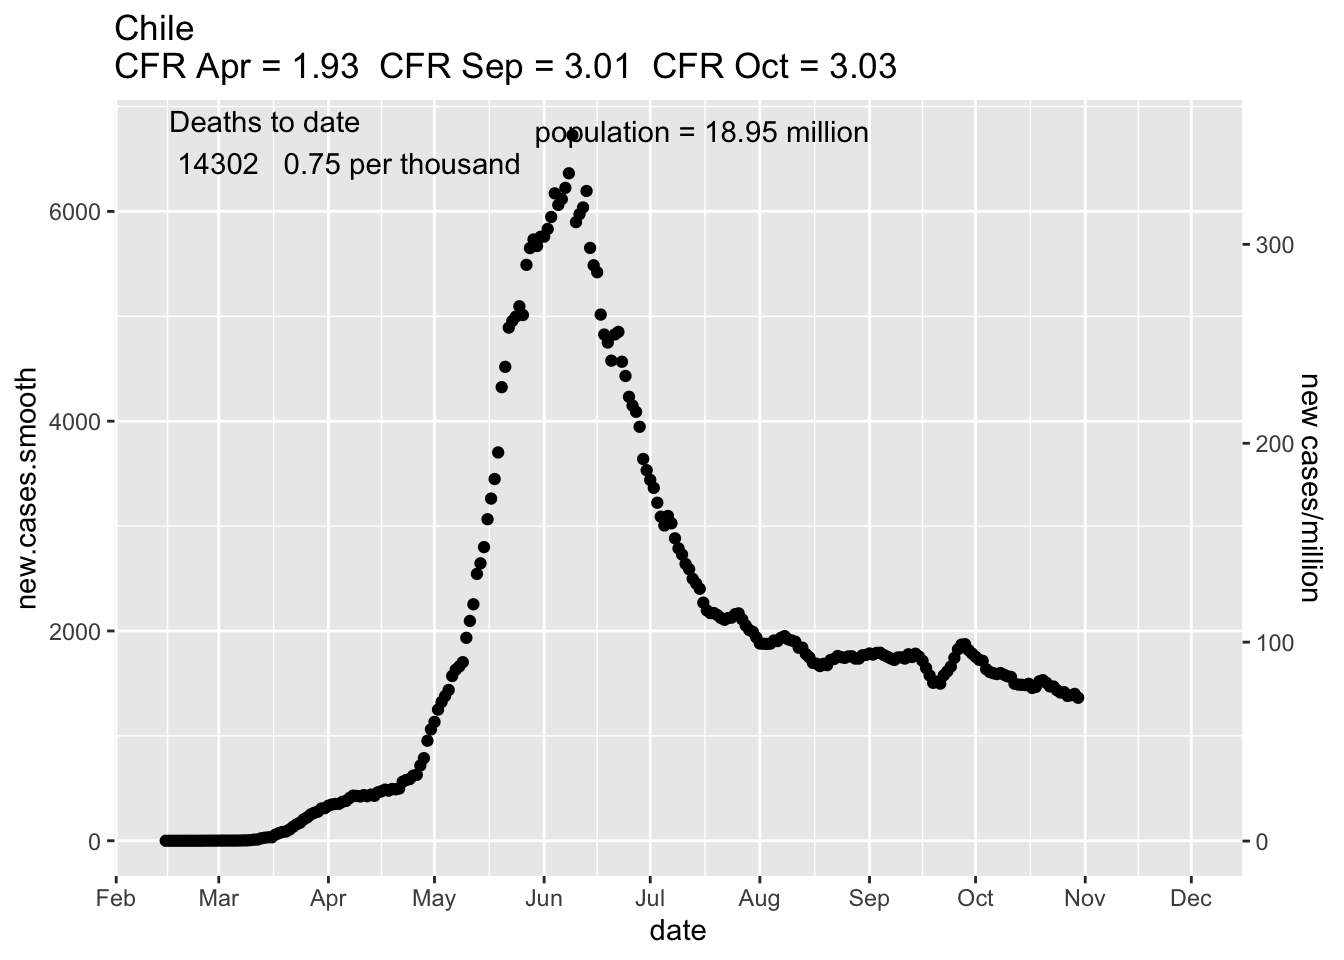 Chile
CFR Apr = 1.93  CFR Sep = 3.01  CFR Oct = 3.03
Deaths to date
14302   0.75 per thousand
population = 18.95 million
new.cases.smooth
6000
4000
2000
0
300
200
100
0
new cases/million
Feb Mar Apr May Jun Jul Aug Sep Oct Nov Dec
date